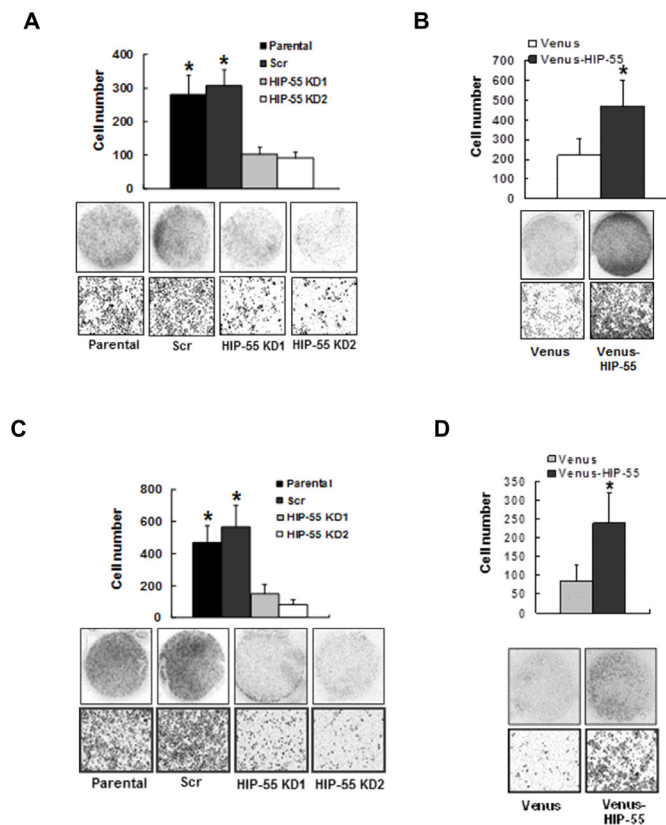 A
Parental
Scr
HIP-55 KD1
HIP-55 KD2
Cell number
400
300
200
100
0
* *
Parental Scr HIP-55 KD1 HIP-55 KD2
B
Venus
Venus-HIP-55
Cell number
700
600
500
400
300
200
100
0
*
Venus Venus-
HIP-55
C
Parental
Scr
HIP-55 KD1
HIP-55 KD2
Cell number
800
600
400
200
0
* *
Parental Scr HIP-55 KD1 HIP-55 KD2
D
Venus
Venus-HIP-55
Cell number
350
300
250
200
150
100
50
0
*
Venus Venus-
HIP-55